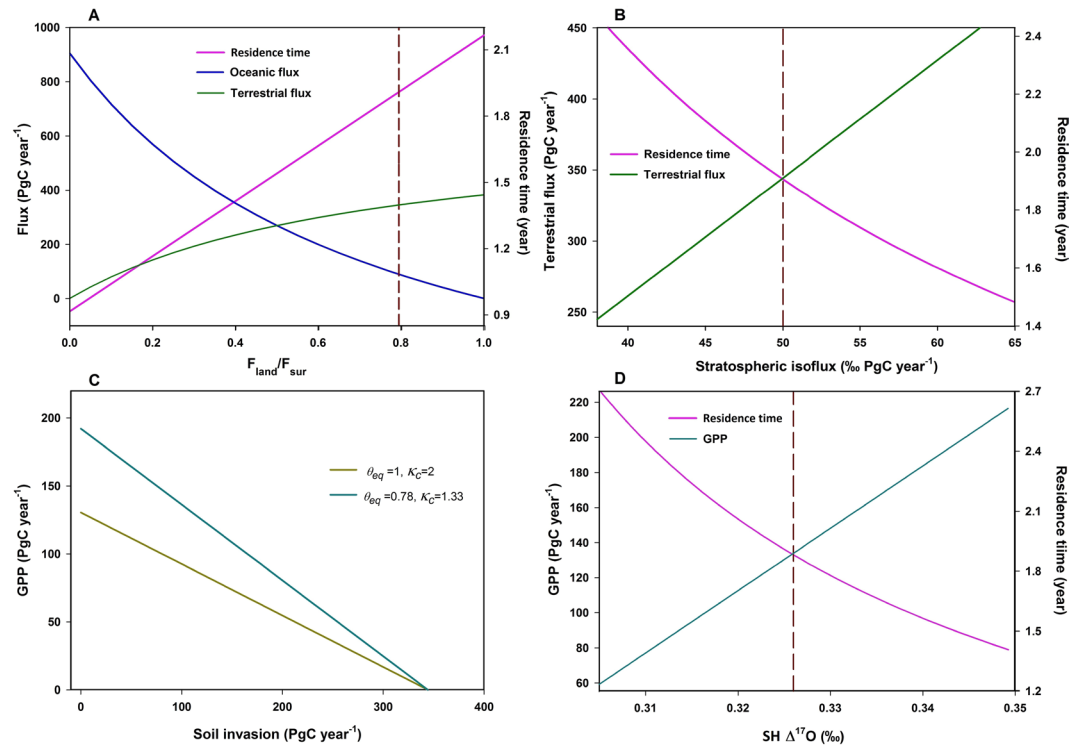 A
Residence time
Oceanic flux
Terrestrial flux
Flux (PgC year⁻¹)
1000
800
600
400
200
0
0.0 0.2 0.4 0.6 0.8 1.0
F_land/F_sur
2.1
1.8
1.5
1.2
0.9
Residence time (year)
B
Residence time
Terrestrial flux
Terrestrial flux (PgC year⁻¹)
450
400
350
300
250
40 45 50 55 60 65
Stratospheric isoflux (‰ PgC year⁻¹)
2.4
2.2
2.0
1.8
1.6
1.4
Residence time (year)
C
θeq =1, κC=2
θeq =0.78, κC=1.33
GPP (PgC year⁻¹)
200
150
100
50
0
0 100 200 300 400
Soil invasion (PgC year⁻¹)
D
Residence time
GPP
GPP (PgC year⁻¹)
220
200
180
160
140
120
100
80
60
0.31 0.32 0.33 0.34 0.35
SH Δ¹⁷O (‰)
2.7
2.4
2.1
1.8
1.5
1.2
Residence tiime (year)